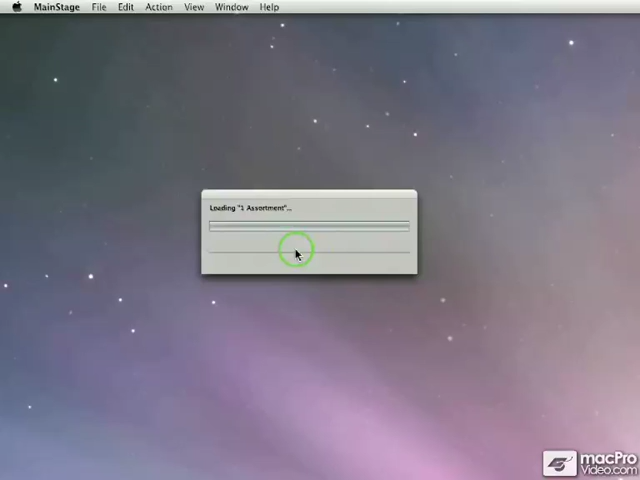 MainStage File Edit Action View Window Help
Loading "1 Assortment"...
macPro
Video.com